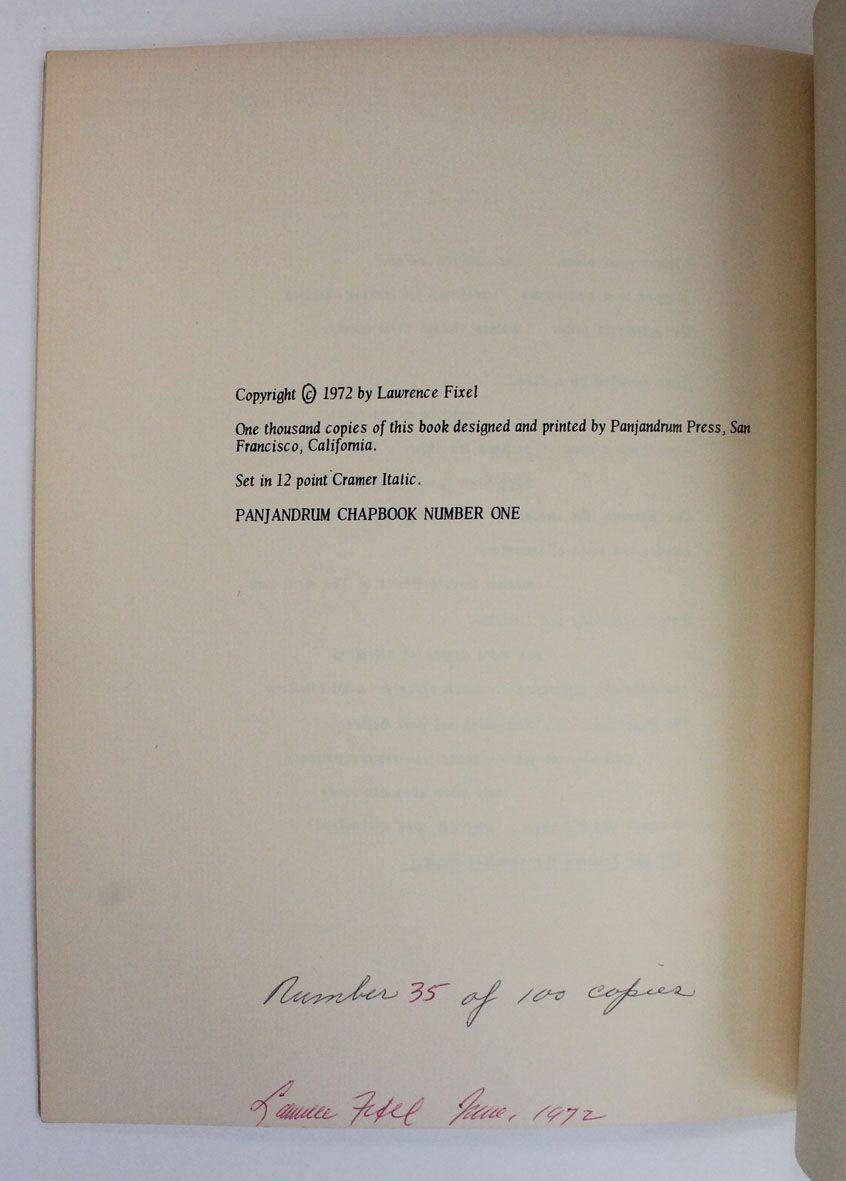 Copyright © 1972 by Lawrence Fixel
One thousand copies of this book designed and printed by Panjandrum Press, San
Francisco, California.
Set in 12 point Cramer Italic.
PANJANDRUM CHAPBOOK NUMBER ONE
Number 35 of 100 copies
Lawrence Fixel June, 1972